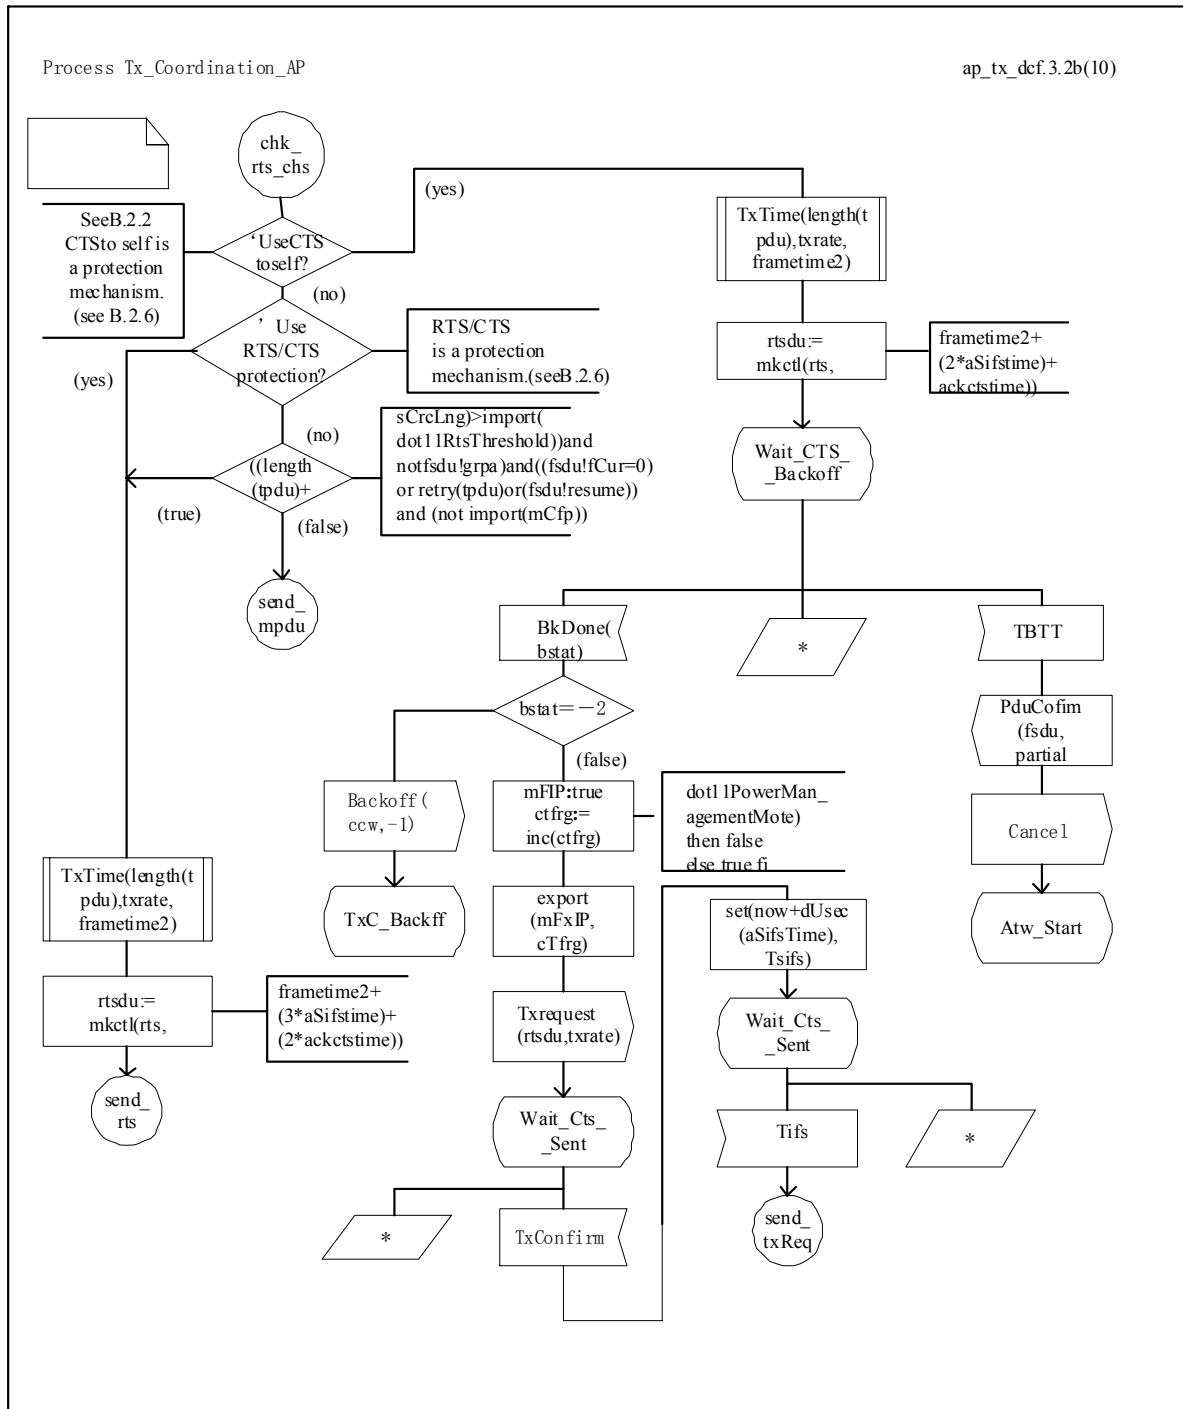 Process Tx_Coordination_AP
ap_tx_dcf.3.2b(10)
chk_
rts_chs
(yes)
SeeB.2.2
CTSto self is
a protection
mechanism.
(see B.2.6)
‘UseCTS
toself?
(no)
TxTime(length(t
pdu),txrate,
frametime2)
’ Use
RTS/CTS
protection?
(yes)
RTS/CTS
is a protection
mechanism.(seeB.2.6)
rtsdu:=
mkctl(rts,
frametime2+
(2*aSifstime)+
ackctstime))
(no)
((length
(tpdu)+
(true)
(false)
sCrcLng)>import(
dot11RtsThreshold))and
notfsdu!grpa)and((fsdu!fCur=0)
or retry(tpdu)or(fsdu!resume))
and (not import(mCfp))
Wait_CTS_
_Backoff
send_
mpdu
BkDone(
bstat)
*
TBTT
bstat=－2
(false)
PduCofim
(fsdu,
partial
Backoff(
ccw,-1)
mFIP:true
ctfrg:=
inc(ctfrg)
dot11PowerMan_
agementMote)
then false
else true fi
Cancel
TxTime(length(t
pdu),txrate,
frametime2)
TxC_Backff
export
(mFxIP,
cTfrg)
set(now+dUsec
(aSifsTime),
Tsifs)
Atw_Start
rtsdu:=
mkctl(rts,
frametime2+
(3*aSifstime)+
(2*ackctstime))
Txrequest
(rtsdu,txrate)
Wait_Cts_
_Sent
send_
rts
Wait_Cts_
_Sent
Tifs
*
*
TxConfirm
send_
txReq